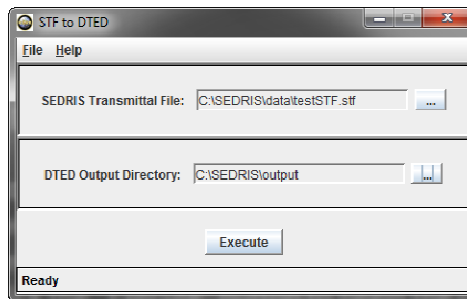 STF to DTED
File Help
SEDRIS Transmittal File: C:\SEDRIS\data\testSTF.stf ...
DTED Output Directory: C:\SEDRIS\output ...
Execute
Ready